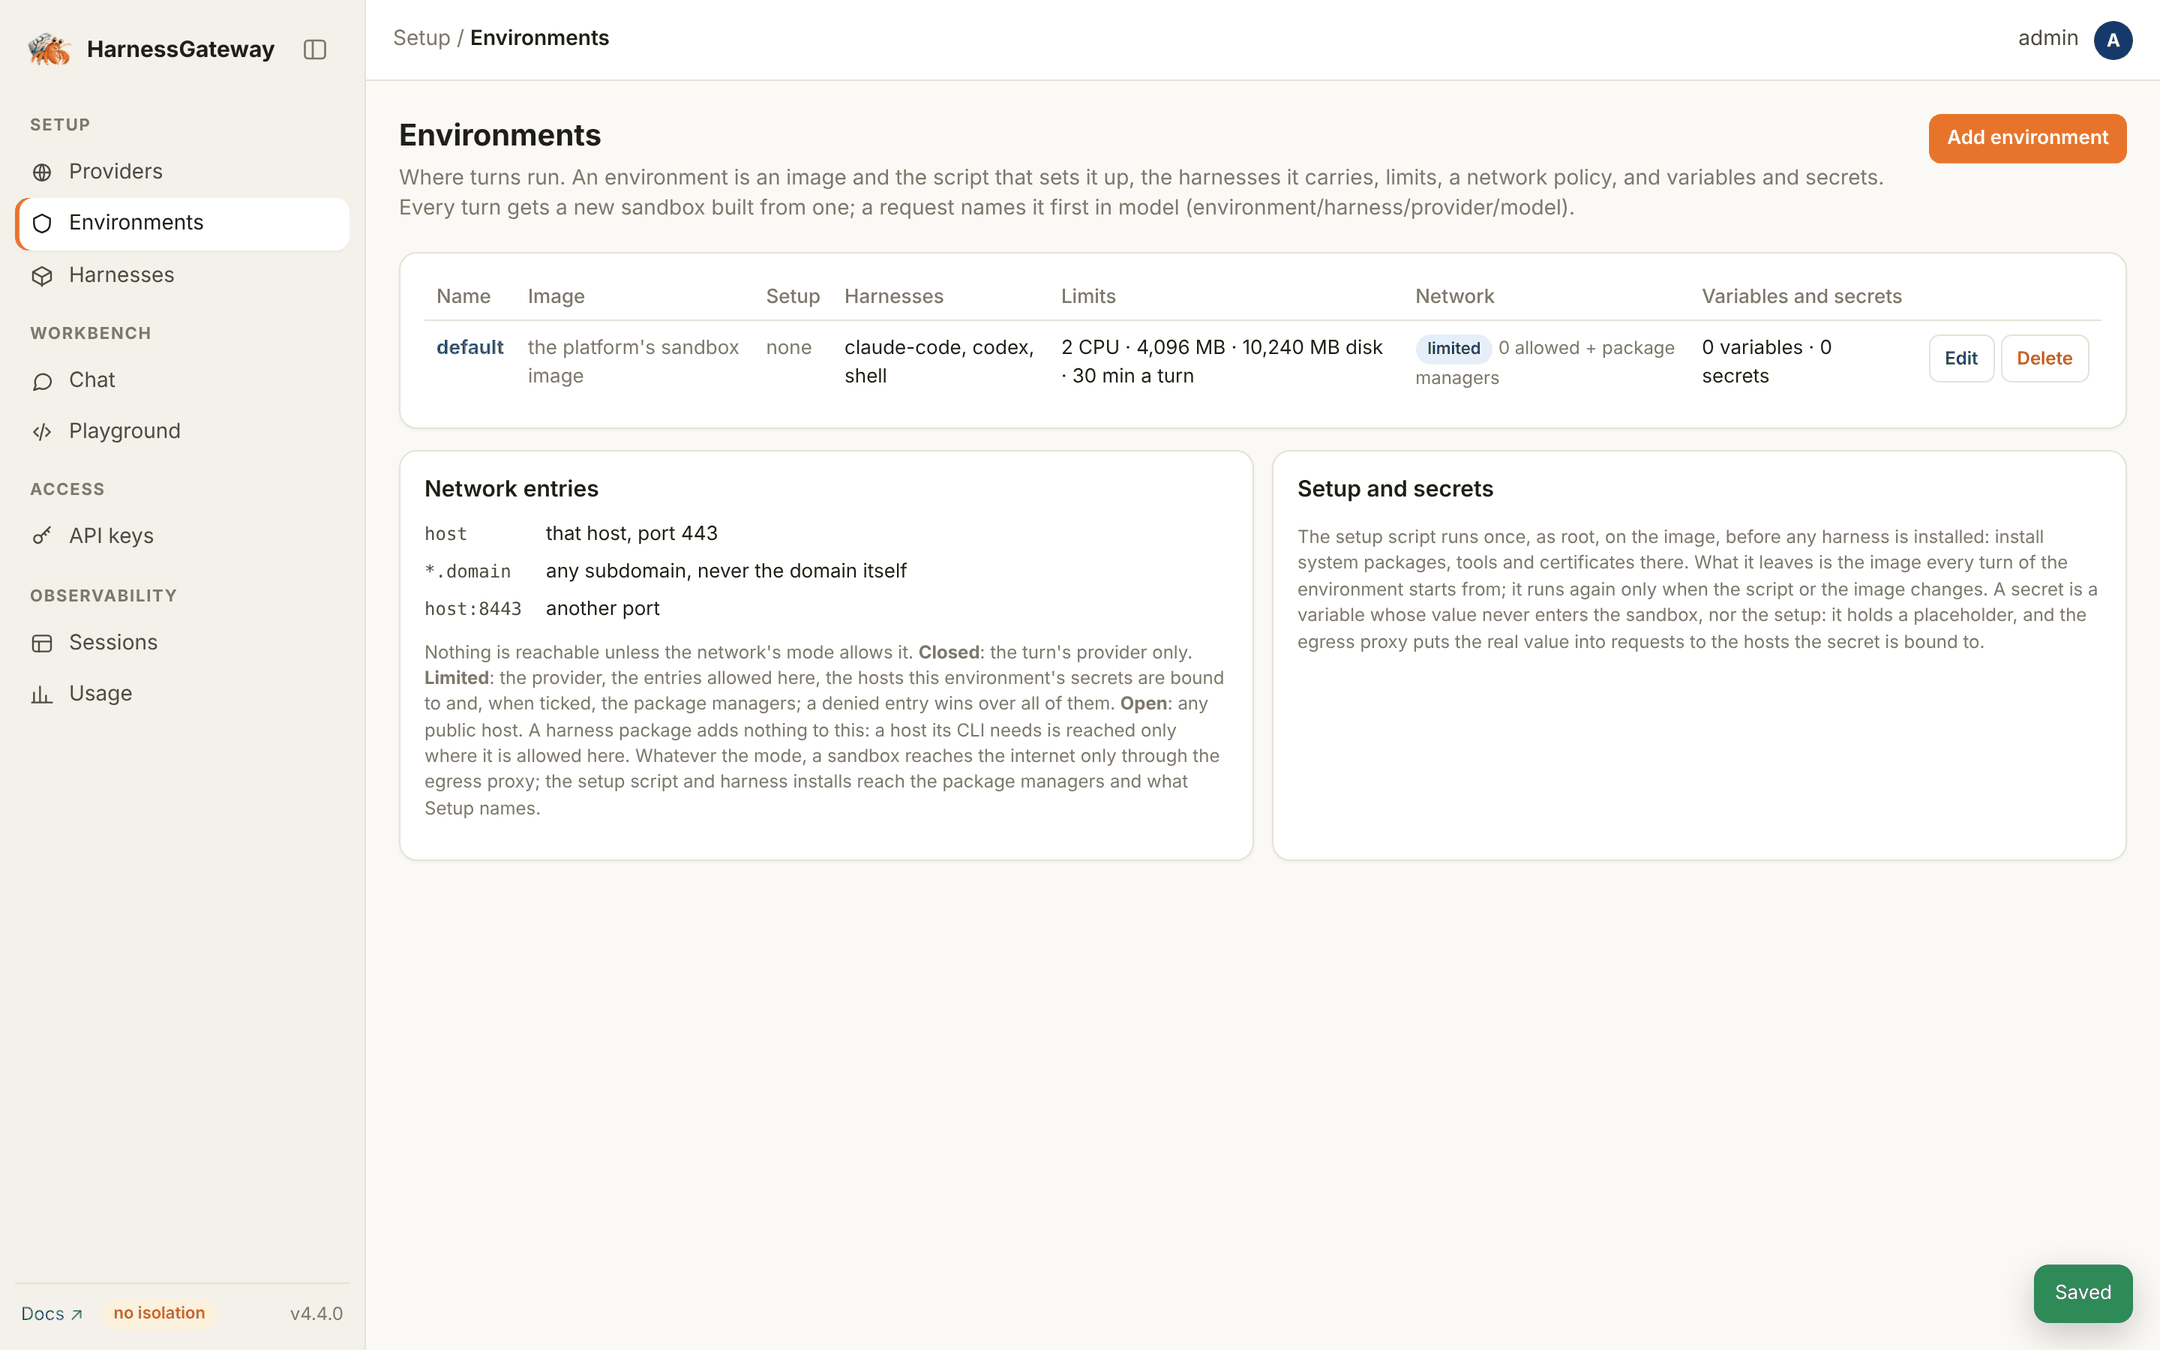 HarnessGateway
SETUP
Providers
Environments
Harnesses
WORKBENCH
Chat
Playground
ACCESS
API keys
OBSERVABILITY
Sessions
Usage
Docs ↗ no isolation v4.4.0
Setup / Environments
admin A
Environments
Add environment
Where turns run. An environment is an image and the script that sets it up, the harnesses it carries, limits, a network policy, and variables and secrets.
Every turn gets a new sandbox built from one; a request names it first in model (environment/harness/provider/model).
Name Image Setup Harnesses Limits Network Variables and secrets
default the platform's sandbox none claude-code, codex, 2 CPU · 4,096 MB · 10,240 MB disk limited 0 allowed + package 0 variables · 0 Edit Delete
image shell · 30 min a turn managers secrets
Network entries
host that host, port 443
*.domain any subdomain, never the domain itself
host:8443 another port
Nothing is reachable unless the network's mode allows it. Closed: the turn's provider only.
Limited: the provider, the entries allowed here, the hosts this environment's secrets are bound
to and, when ticked, the package managers; a denied entry wins over all of them. Open: any
public host. A harness package adds nothing to this: a host its CLI needs is reached only
where it is allowed here. Whatever the mode, a sandbox reaches the internet only through the
egress proxy; the setup script and harness installs reach the package managers and what
Setup names.
Setup and secrets
The setup script runs once, as root, on the image, before any harness is installed: install
system packages, tools and certificates there. What it leaves is the image every turn of the
environment starts from; it runs again only when the script or the image changes. A secret is a
variable whose value never enters the sandbox, nor the setup: it holds a placeholder, and the
egress proxy puts the real value into requests to the hosts the secret is bound to.
Saved